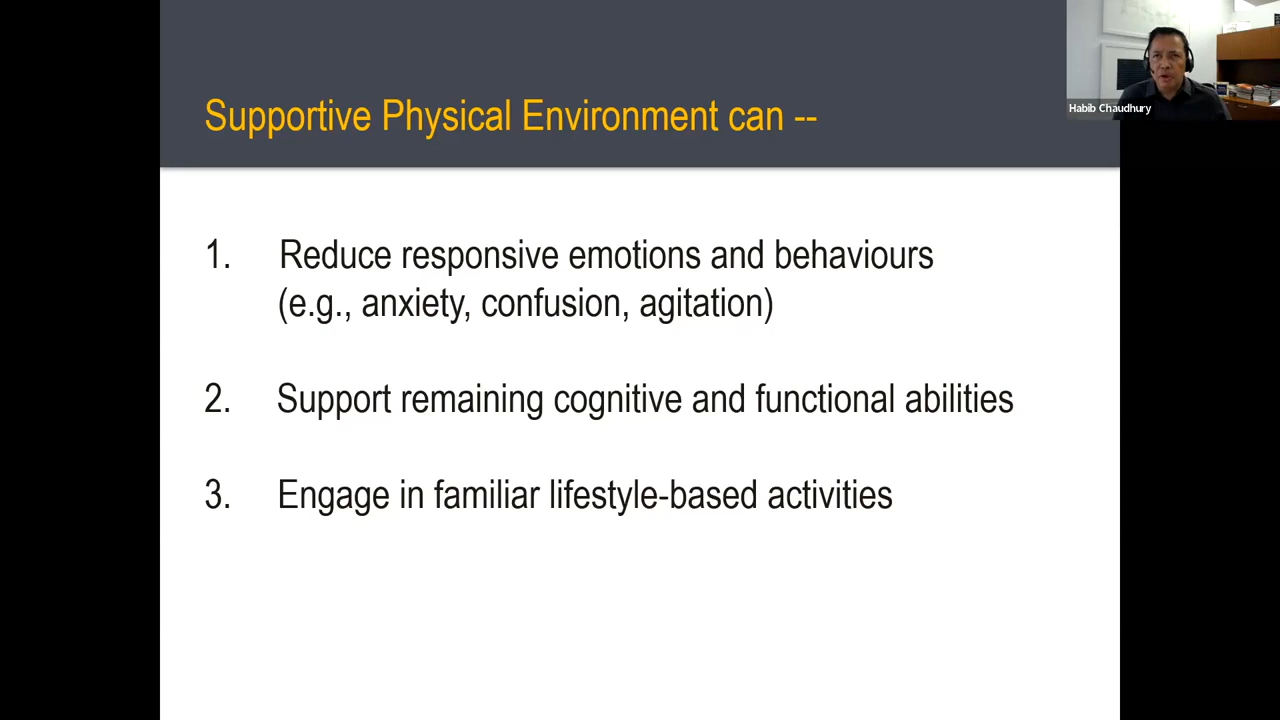 Supportive Physical Environment can --
Habib Chaudhury
1. Reduce responsive emotions and behaviours
(e.g., anxiety, confusion, agitation)
2. Support remaining cognitive and functional abilities
3. Engage in familiar lifestyle-based activities